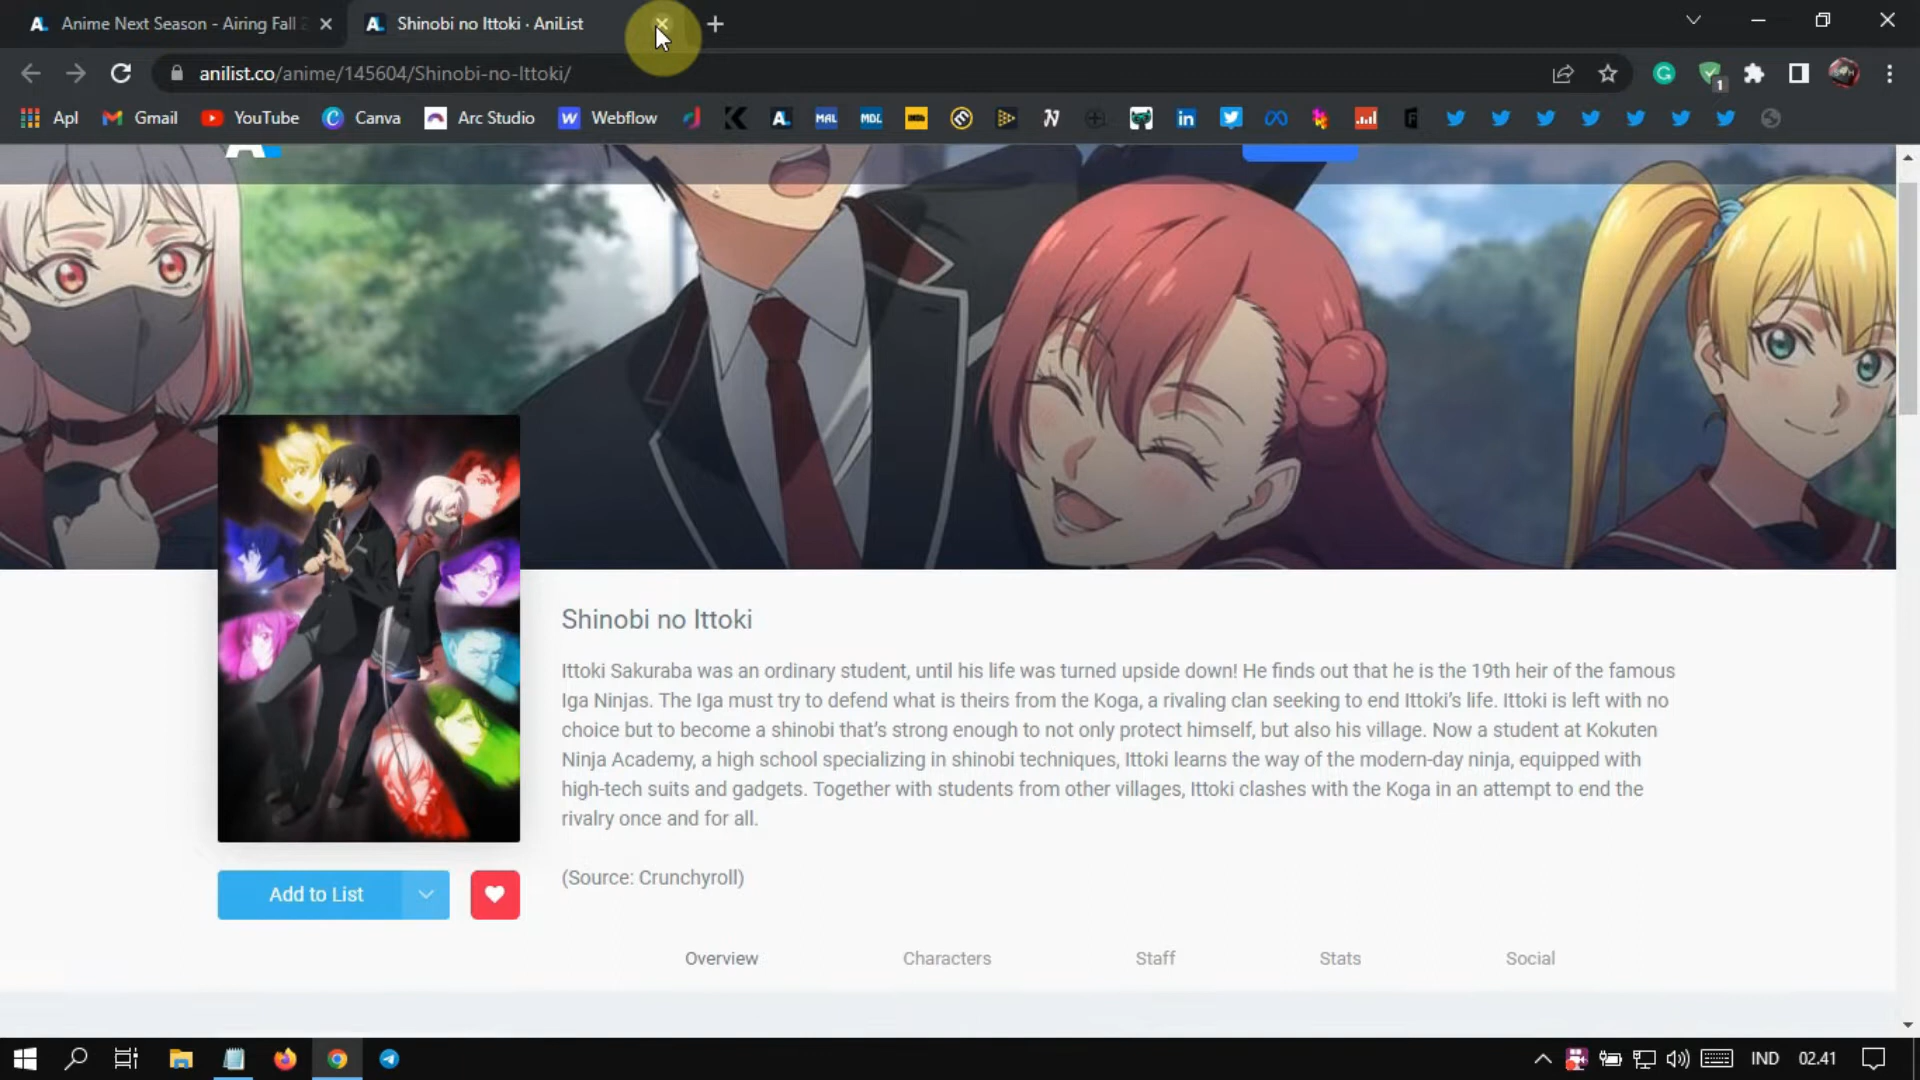 Anime Next Season - Airing Fall 2
Shinobi no Ittoki · AniList
anilist.co/anime/145604/Shinobi-no-Ittoki/
1
Apl
Gmail
YouTube
Canva
Arc Studio
Webflow
MAL
MDL
Shinobi no Ittoki
Ittoki Sakuraba was an ordinary student, until his life was turned upside down! He finds out that he is the 19th heir of the famous
Iga Ninjas. The Iga must try to defend what is theirs from the Koga, a rivaling clan seeking to end Ittoki’s life. Ittoki is left with no
choice but to become a shinobi that’s strong enough to not only protect himself, but also his village. Now a student at Kokuten
Ninja Academy, a high school specializing in shinobi techniques, Ittoki learns the way of the modern-day ninja, equipped with
high-tech suits and gadgets. Together with students from other villages, Ittoki clashes with the Koga in an attempt to end the
rivalry once and for all.
(Source: Crunchyroll)
Add to List
Overview
Characters
Staff
Stats
Social
IND
02.41